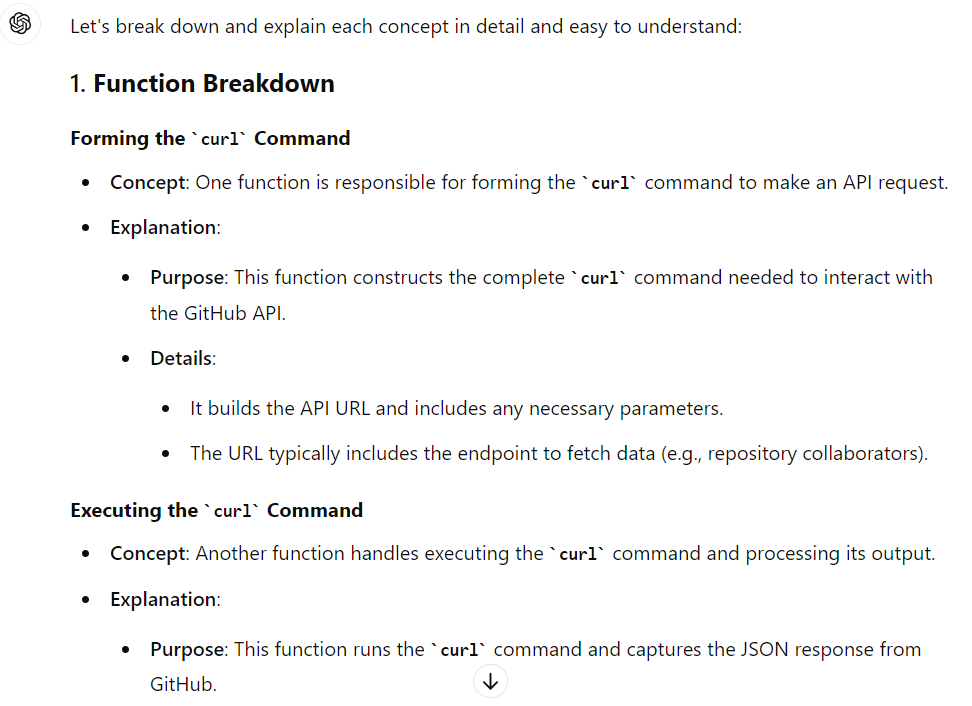 Let's break down and explain each concept in detail and easy to understand:
1. Function Breakdown
Forming the `curl` Command
Concept: One function is responsible for forming the `curl` command to make an API request.
Explanation:
Purpose: This function constructs the complete `curl` command needed to interact with
the GitHub API.
Details:
It builds the API URL and includes any necessary parameters.
The URL typically includes the endpoint to fetch data (e.g., repository collaborators).
Executing the `curl` Command
Concept: Another function handles executing the `curl` command and processing its output.
Explanation:
Purpose: This function runs the `curl` command and captures the JSON response from
GitHub.